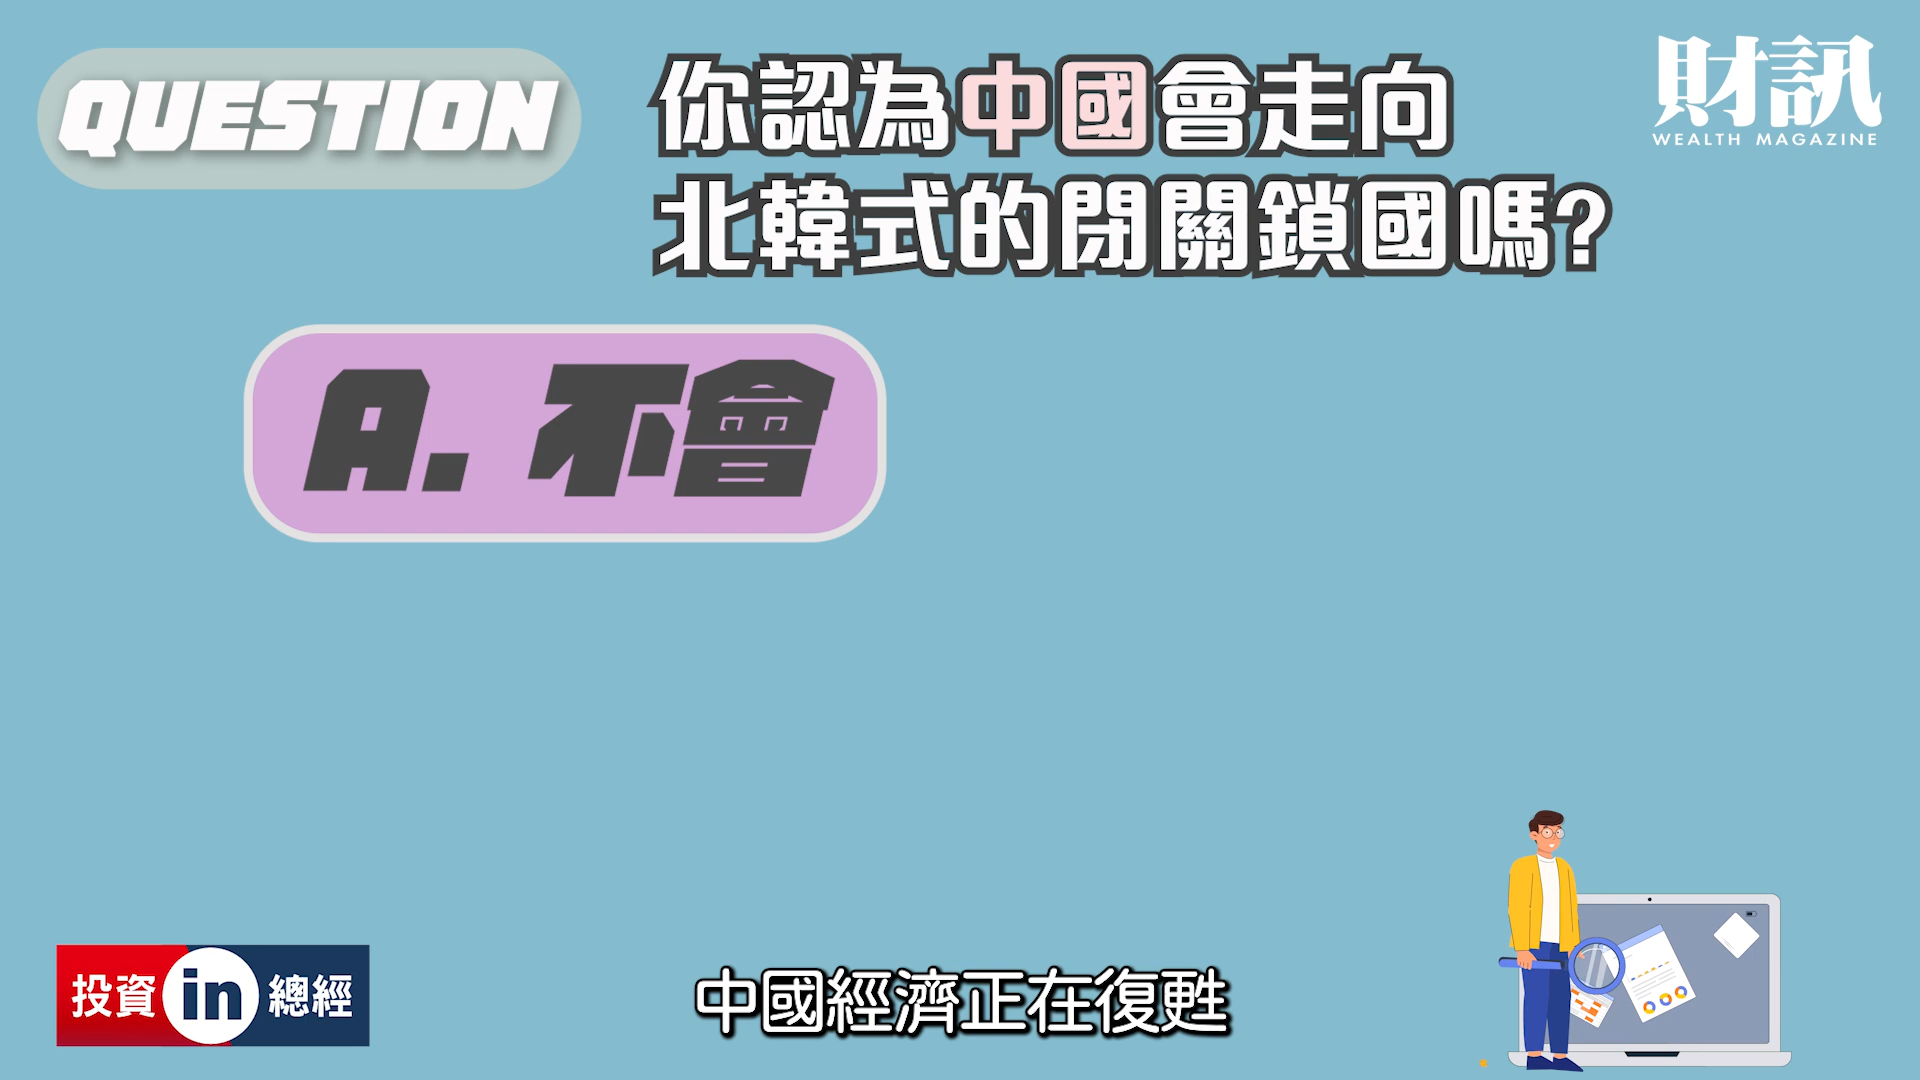 QUESTION
你認為中國會走向
北韓式的閉關鎖國嗎?
財訊
WEALTH MAGAZINE
A. 不會
投資in總經
中國經濟正在復甦